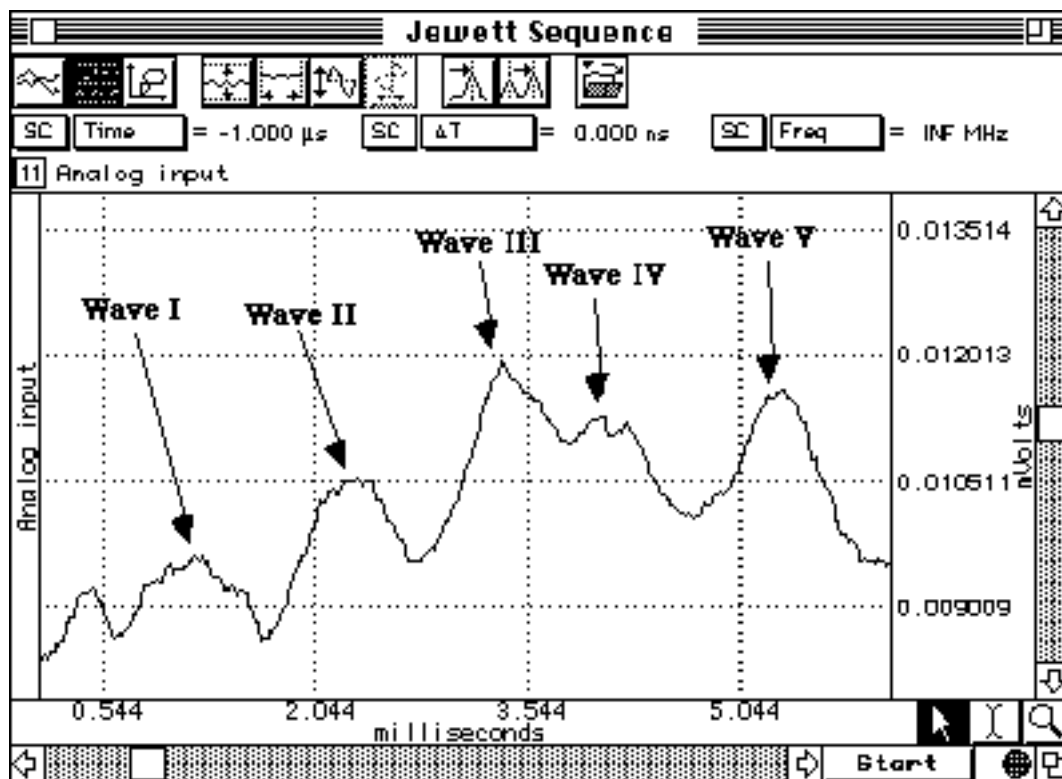 Jewett Sequence
SC Time = -1.000 µs SC ΔT = 0.000 ns SC Freq = INF MHz
11 Analog input
0.013514
Wave III
Wave V
Wave IV
Wave I
Wave II
0.012013
Analog input
mVolts
0.010511
0.009009
0.544 2.044 3.544 5.044
milliseconds
Start